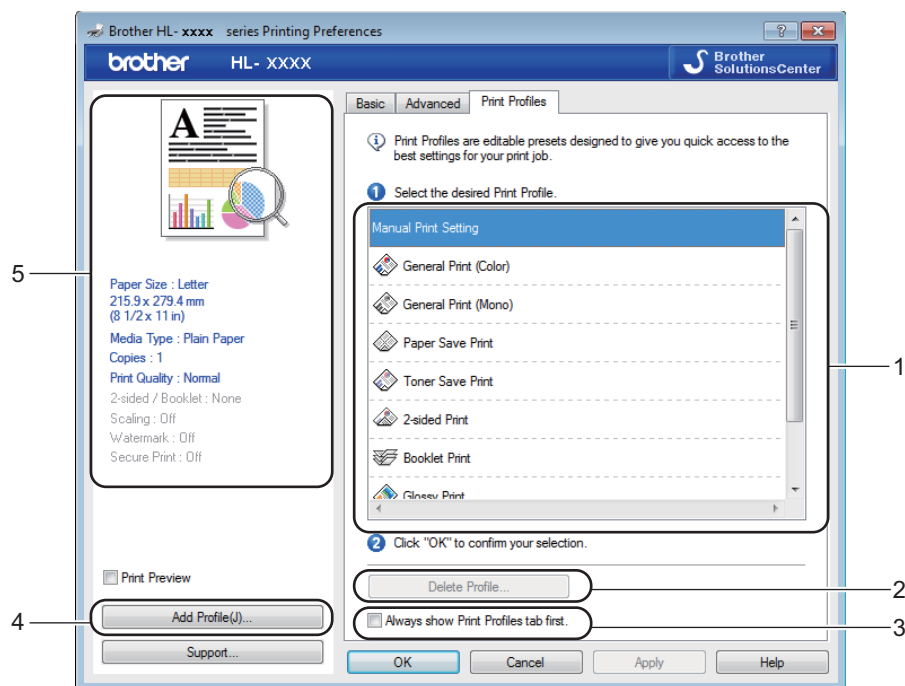 Brother HL- xxxx series Printing Preferences
brother HL- XXXX
Brother
SolutionsCenter
A
Paper Size : Letter
215.9 x 279.4 mm
(8 1/2 x 11 in)
Media Type : Plain Paper
Copies : 1
Print Quality : Normal
2-sided / Booklet : None
Scaling : Off
Watermark : Off
Secure Print : Off
Print Preview
Add Profile(J)...
Support...
Basic Advanced Print Profiles
Print Profiles are editable presets designed to give you quick access to the
best settings for your print job.
1 Select the desired Print Profile.
Manual Print Setting
General Print (Color)
General Print (Mono)
Paper Save Print
Toner Save Print
2-sided Print
Booklet Print
Glossy Print
2 Click "OK" to confirm your selection.
Delete Profile...
Always show Print Profiles tab first.
OK Cancel Apply Help
5
4
1
2
3